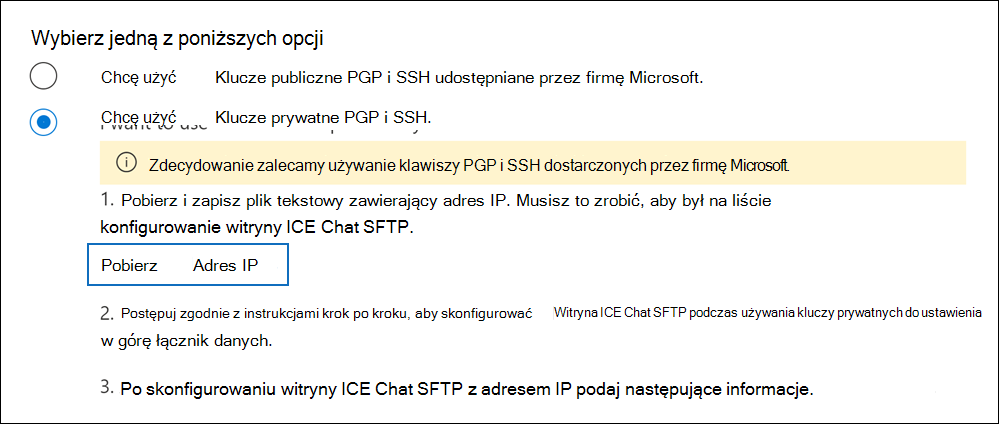 Wybierz jedną z poniższych opcji
Chcę użyć Klucze publiczne PGP i SSH udostępniane przez firmę Microsoft.
Chcę użyć Klucze prywatne PGP i SSH.
I want to use
Zdecydowanie zalecamy używanie klawiszy PGP i SSH dostarczonych przez firmę Microsoft.
1. Pobierz i zapisz plik tekstowy zawierający adres IP. Musisz to zrobić, aby był na liście
konfigurowanie witryny ICE Chat SFTP.
Pobierz Adres IP
2. Postępuj zgodnie z instrukcjami krok po kroku, aby skonfigurować Witryna ICE Chat SFTP podczas używania kluczy prywatnych do ustawienia
w górę łącznik danych.
3. Po skonfigurowaniu witryny ICE Chat SFTP z adresem IP podaj następujące informacje.